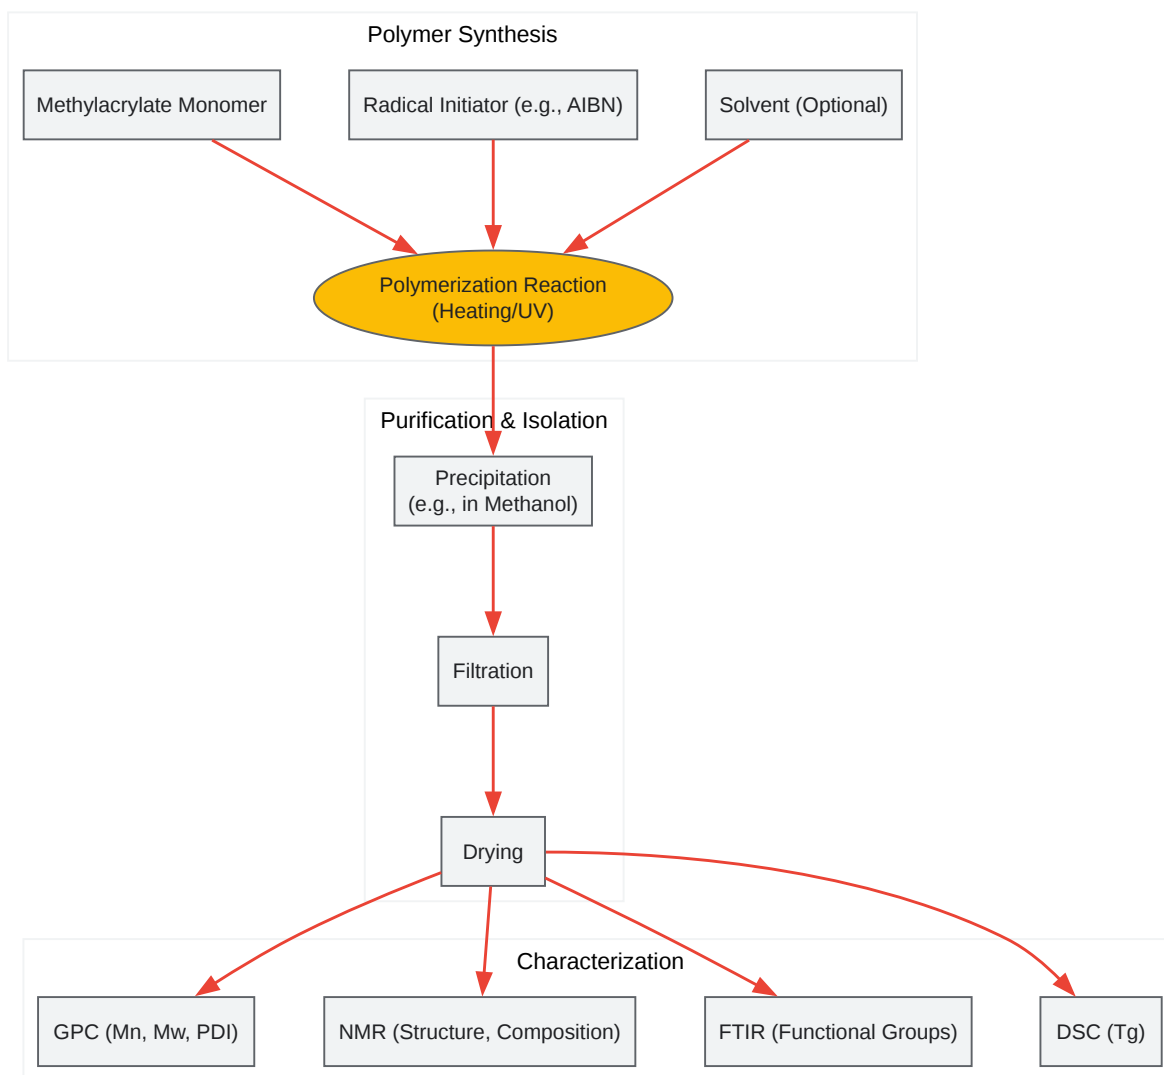 Polymer Synthesis
Methylacrylate Monomer
Radical Initiator (e.g., AIBN)
Solvent (Optional)
Polymerization Reaction
(Heating/UV)
Purification & Isolation
Precipitation
(e.g., in Methanol)
Filtration
Drying
Characterization
GPC (Mn, Mw, PDI)
NMR (Structure, Composition)
FTIR (Functional Groups)
DSC (Tg)